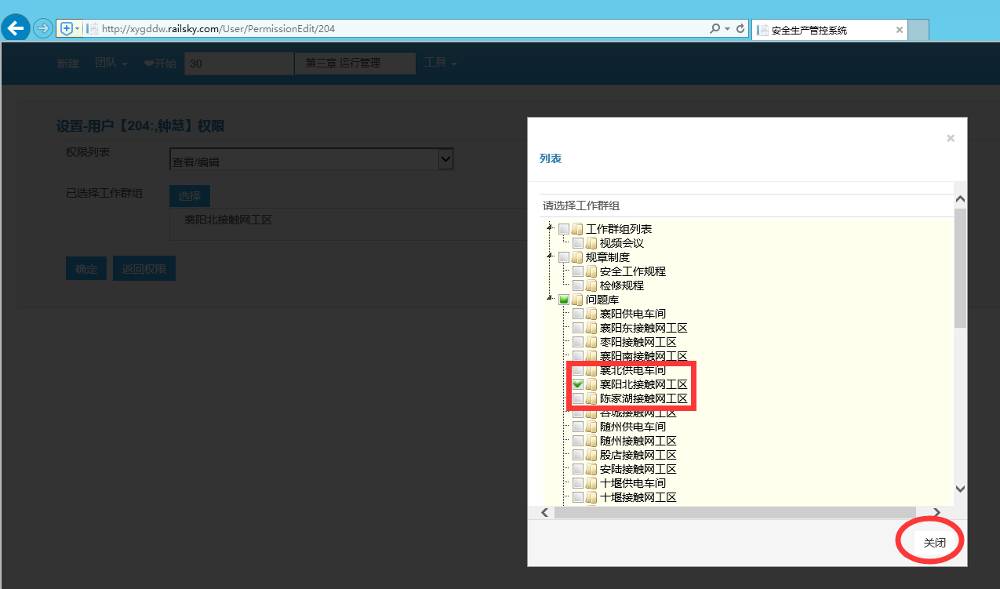 http://xygddw.railsky.com/User/PermissionEdit/204
安全生产管控系统
新建 团队 ❤开始 30 第三章 运行管理 工具
设置-用户【204:,钟慧】权限
权限列表
查看/编辑
已选择工作群组
选择
襄阳北接触网工区
确定 返回权限
×
列表
请选择工作群组
工作群组列表
视频会议
规章制度
安全工作规程
检修规程
问题库
襄阳供电车间
襄阳东接触网工区
枣阳接触网工区
襄阳南接触网工区
襄北供电车间
襄阳北接触网工区
陈家湖接触网工区
谷城接触网工区
随州供电车间
随州接触网工区
殷店接触网工区
安陆接触网工区
十堰供电车间
十堰接触网工区
关闭